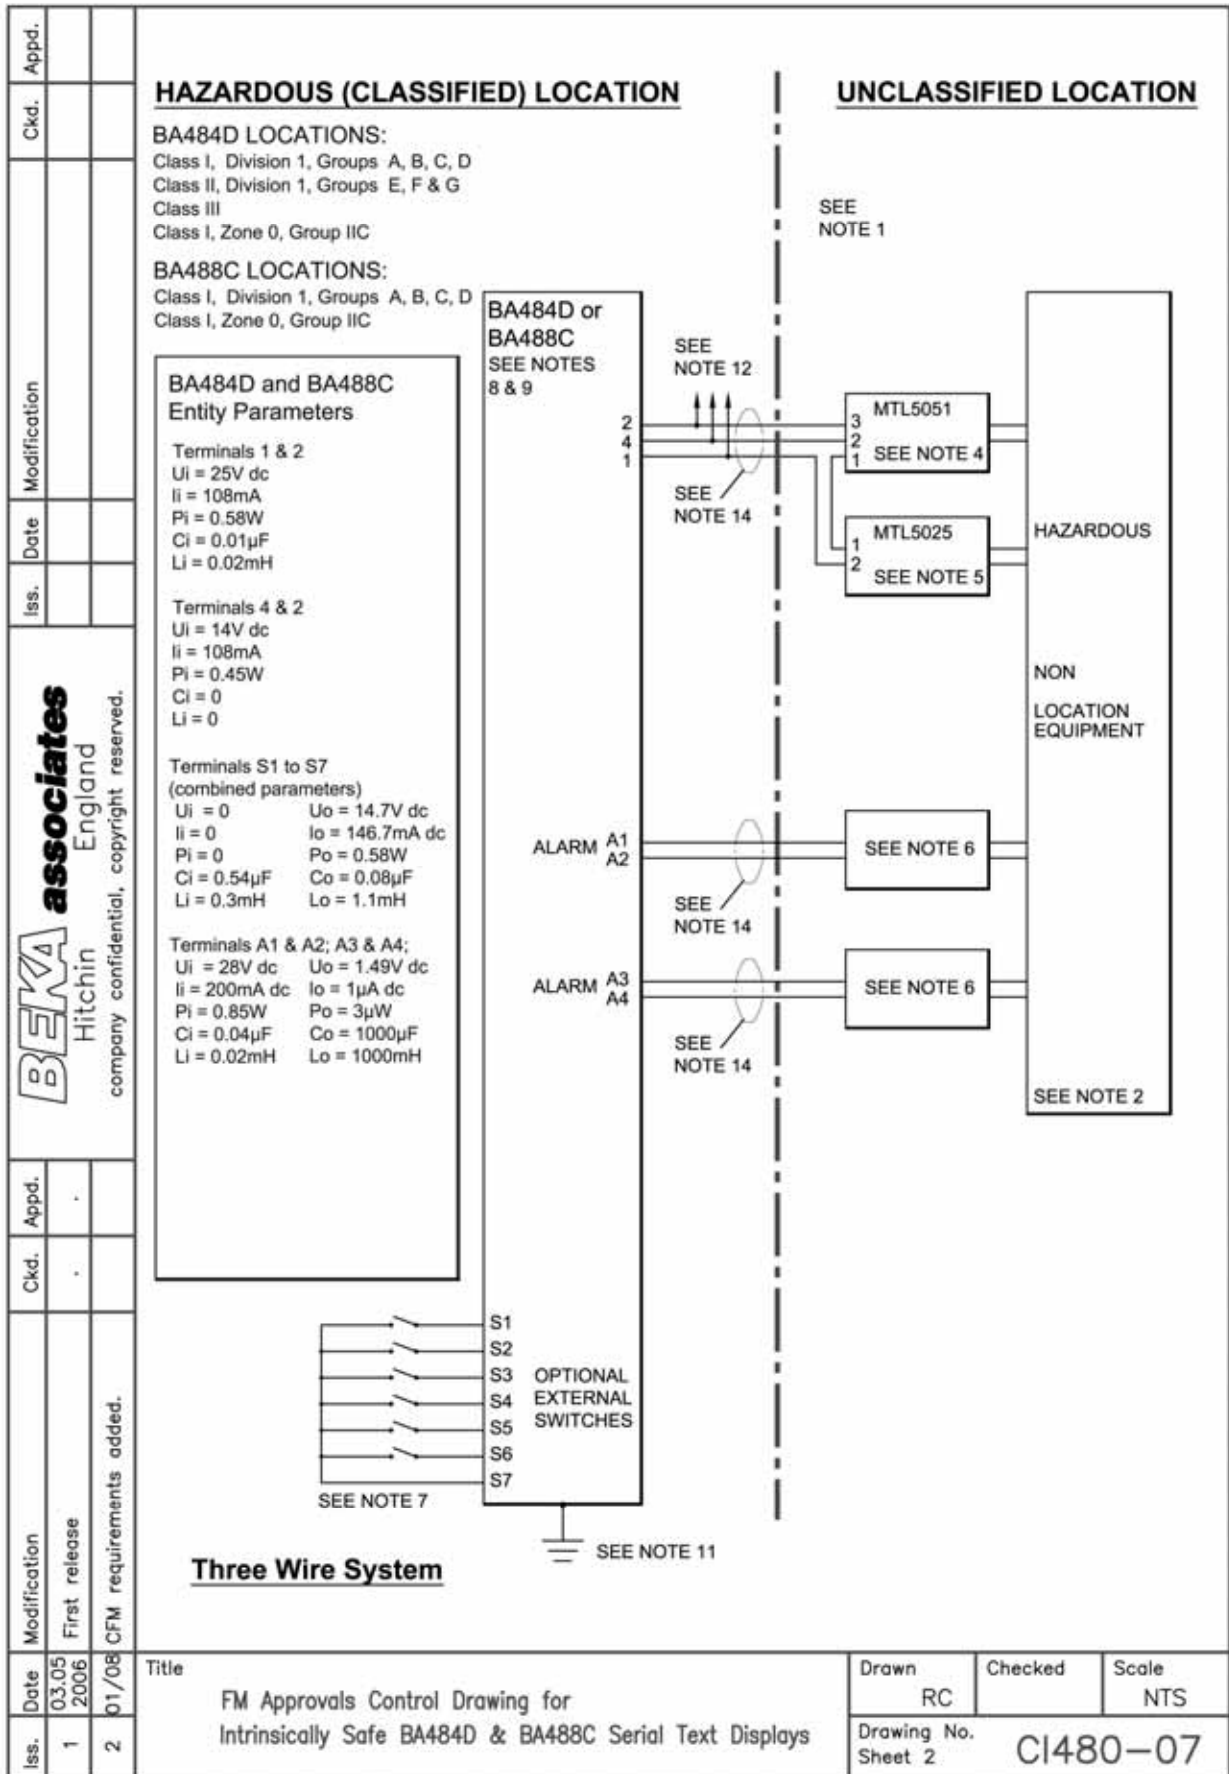 HAZARDOUS (CLASSIFIED) LOCATION
UNCLASSIFIED LOCATION
BA484D LOCATIONS:
Class I, Division 1, Groups A, B, C, D
Class II, Division 1, Groups E, F & G
Class III
Class I, Zone 0, Group IIC
BA488C LOCATIONS:
Class I, Division 1, Groups A, B, C, D
Class I, Zone 0, Group IIC
SEE
NOTE 1
BA484D and BA488C
Entity Parameters
Terminals 1 & 2
Ui = 25V dc
Ii = 108mA
Pi = 0.58W
Ci = 0.01µF
Li = 0.02mH
Terminals 4 & 2
Ui = 14V dc
Ii = 108mA
Pi = 0.45W
Ci = 0
Li = 0
Terminals S1 to S7
(combined parameters)
Ui = 0 Uo = 14.7V dc
Ii = 0 Io = 146.7mA dc
Pi = 0 Po = 0.58W
Ci = 0.54µF Co = 0.08µF
Li = 0.3mH Lo = 1.1mH
Terminals A1 & A2; A3 & A4;
Ui = 28V dc Uo = 1.49V dc
Ii = 200mA dc Io = 1µA dc
Pi = 0.85W Po = 3µW
Ci = 0.04µF Co = 1000µF
Li = 0.02mH Lo = 1000mH
BA484D or
BA488C
SEE NOTES
8 & 9
2
4
1
SEE
NOTE 12
SEE
NOTE 14
3
2
1
MTL5051
SEE NOTE 4
1
2
MTL5025
SEE NOTE 5
HAZARDOUS
NON
LOCATION
EQUIPMENT
SEE NOTE 2
ALARM A1
A2
SEE
NOTE 14
SEE NOTE 6
ALARM A3
A4
SEE
NOTE 14
SEE NOTE 6
S1
S2
S3
S4
S5
S6
S7
OPTIONAL
EXTERNAL
SWITCHES
SEE NOTE 7
SEE NOTE 11
Three Wire System
Title
FM Approvals Control Drawing for
Intrinsically Safe BA484D & BA488C Serial Text Displays
Drawn
RC
Checked
Scale
NTS
Drawing No.
Sheet 2
CI480-07
Iss. Date Modification Ckd. Appd.
1 03.05 2006 First release . .
2 01/08 CFM requirements added.
BEKA associates
Hitchin England
company confidential, copyright reserved.
Iss. Date Modification Ckd. Appd.